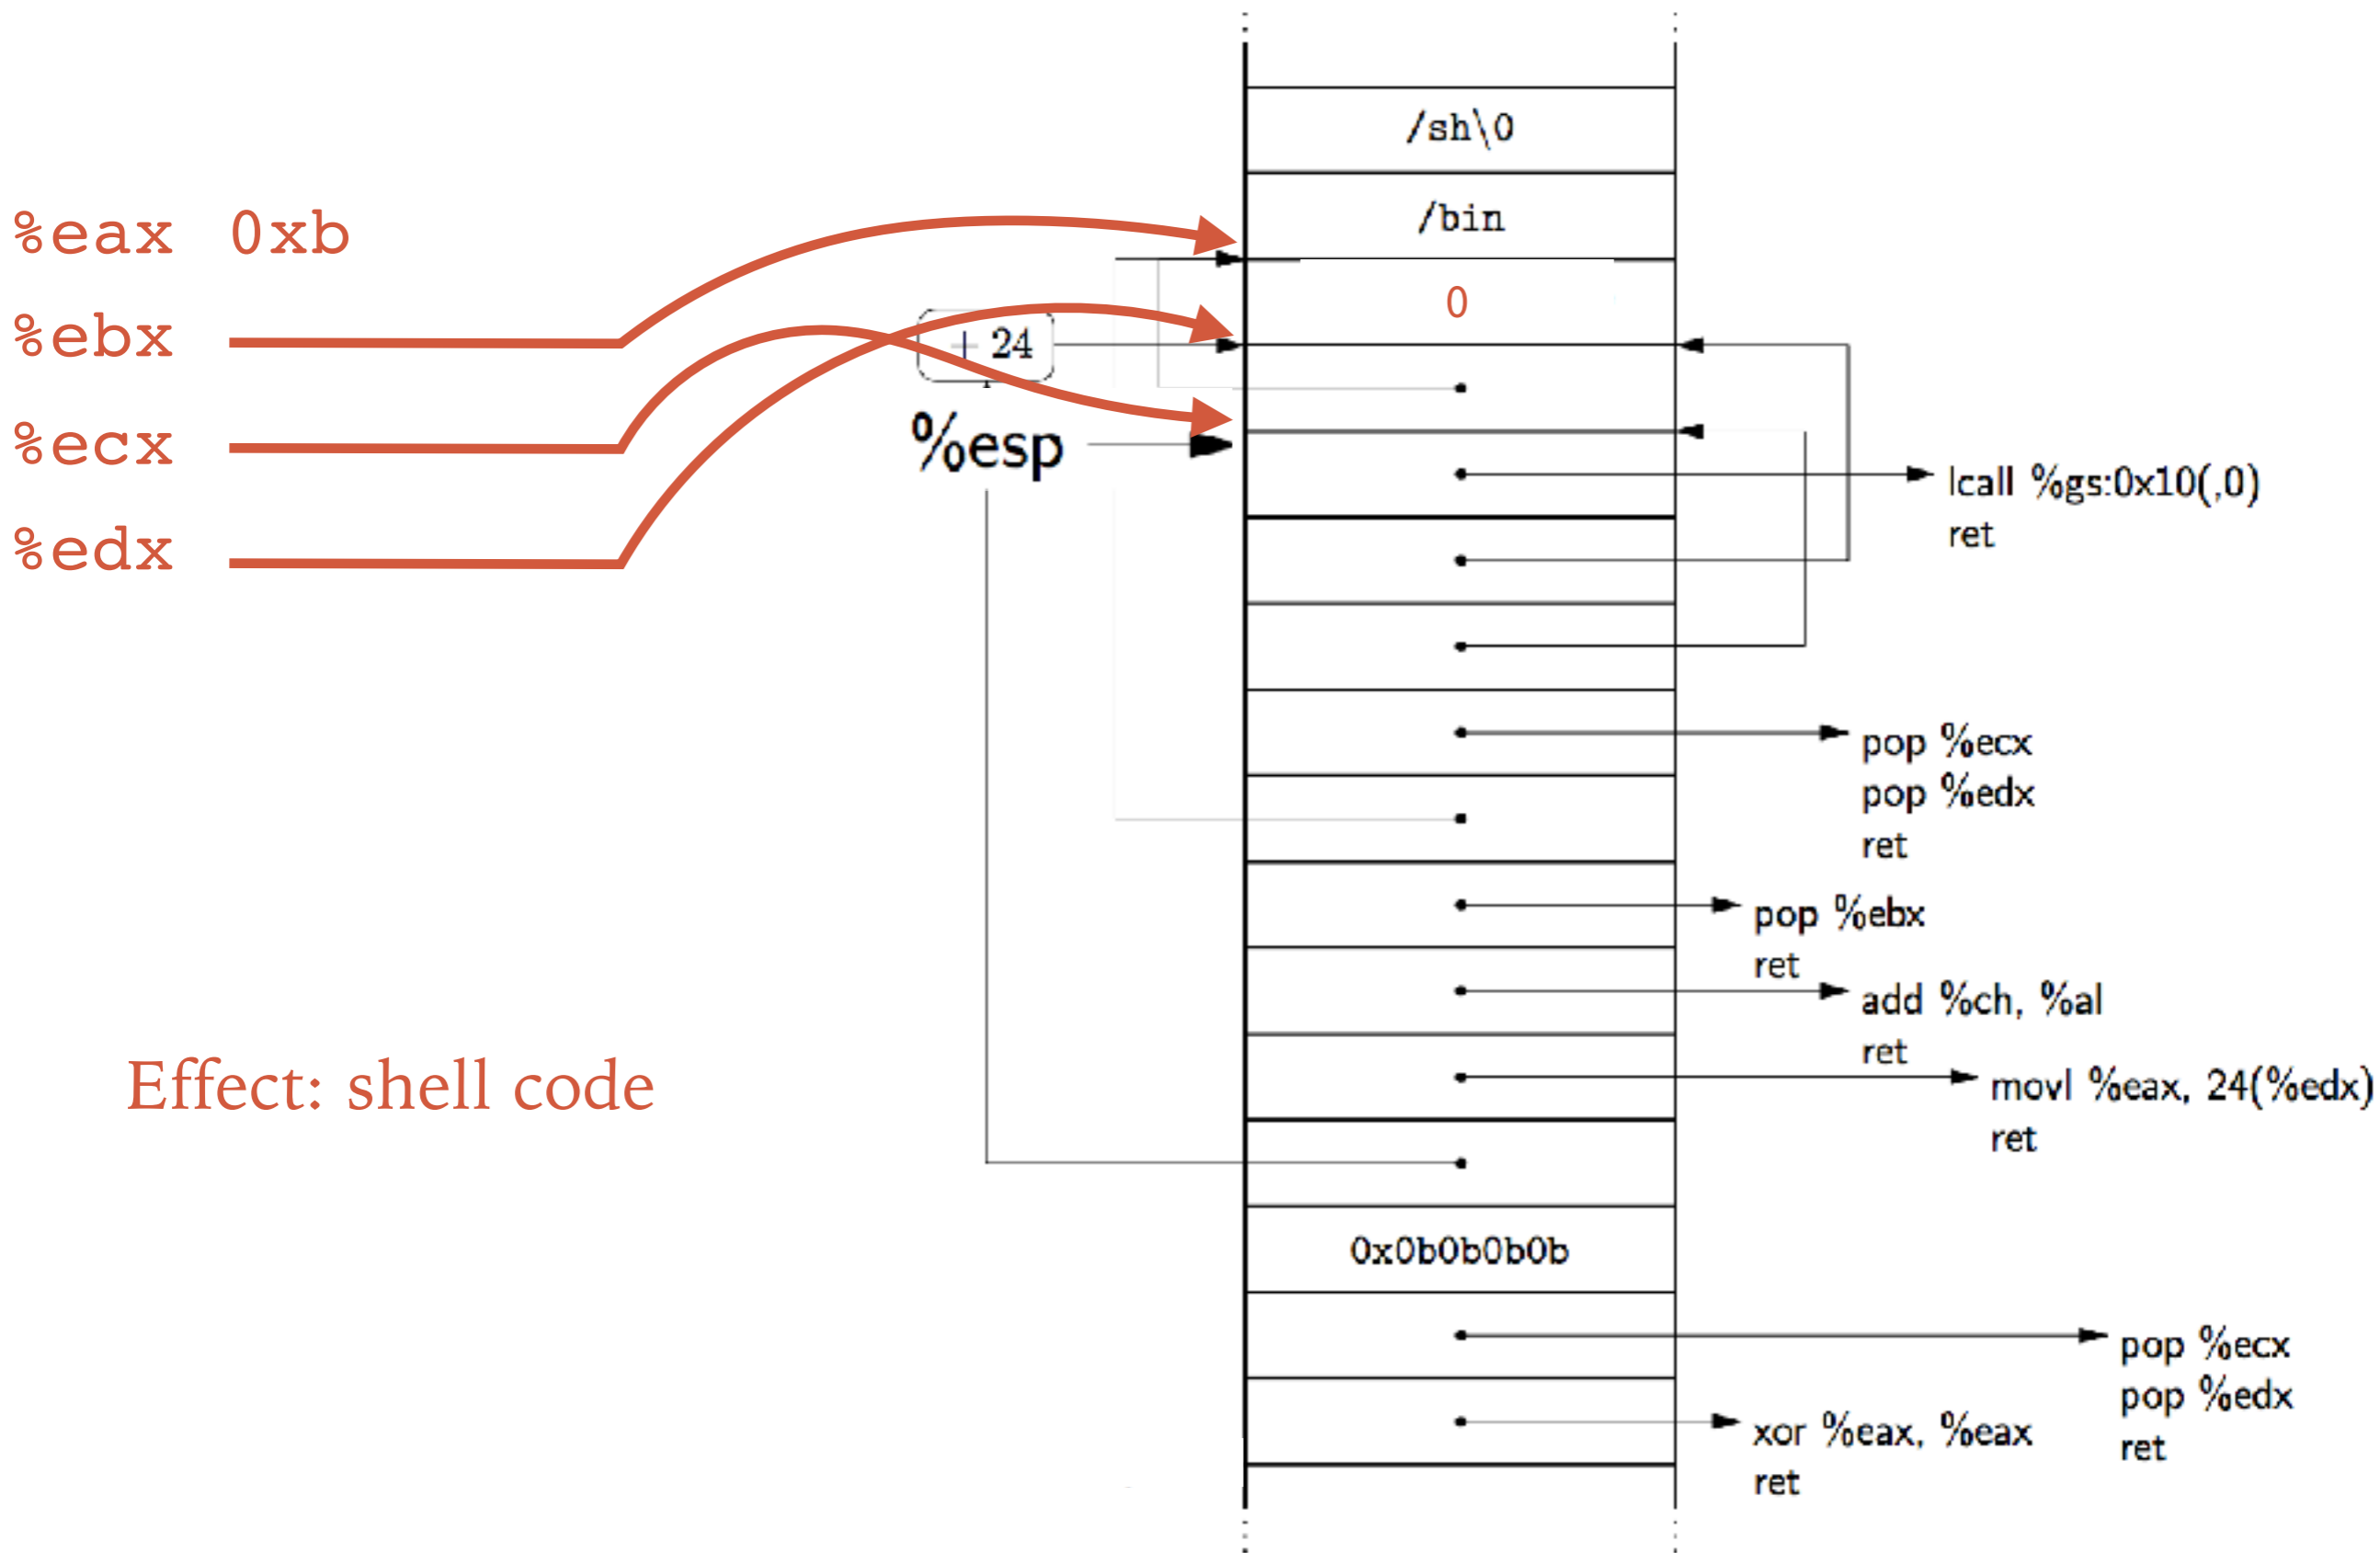 /sh\0
/bin
%eax 0xb
0
%ebx
+ 24
%ecx
%esp
lcall %gs:0x10(,0)
ret
%edx
pop %ecx
pop %edx
ret
pop %ebx
ret
add %ch, %al
ret
Effect: shell code
movl %eax, 24(%edx)
ret
0x0b0b0b0b
pop %ecx
pop %edx
ret
xor %eax, %eax
ret